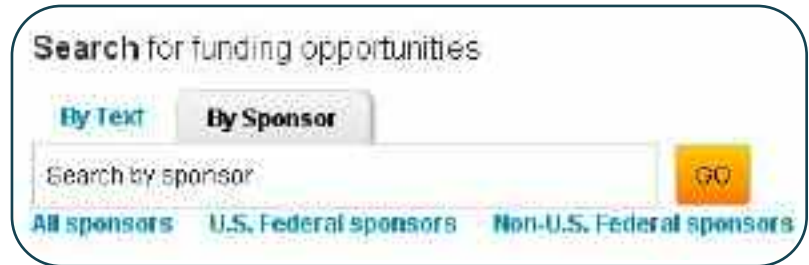 Search for funding opportunities
By Text By Sponsor
Search by sponsor GO
All sponsors U.S. Federal sponsors Non-U.S. Federal sponsors